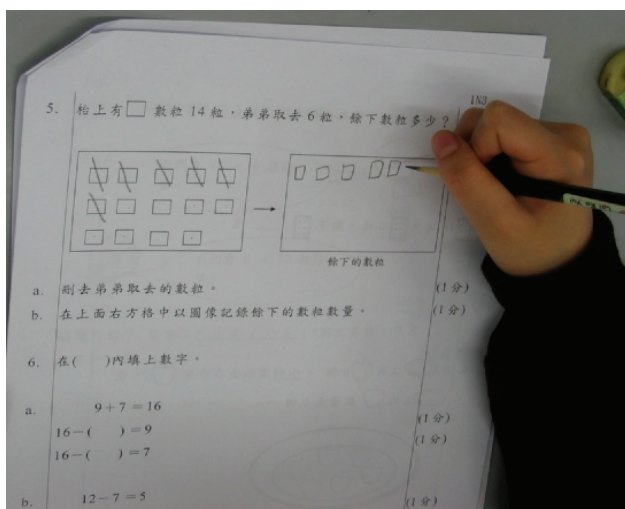 1N3
5. 枱上有□ 數粒 14 粒，弟弟取去 6 粒。餘下數粒多少？
餘下的數粒
a. 刪去弟弟取去的數粒。 (1 分)
b. 在上面右方格中以圖像記錄餘下的數粒數量。 (1 分)
6. 在( )內填上數字。
a. 9 + 7 = 16
16 - ( ) = 9 (1 分)
16 - ( ) = 7 (1 分)
b. 12 - 7 = 5 (1 分)